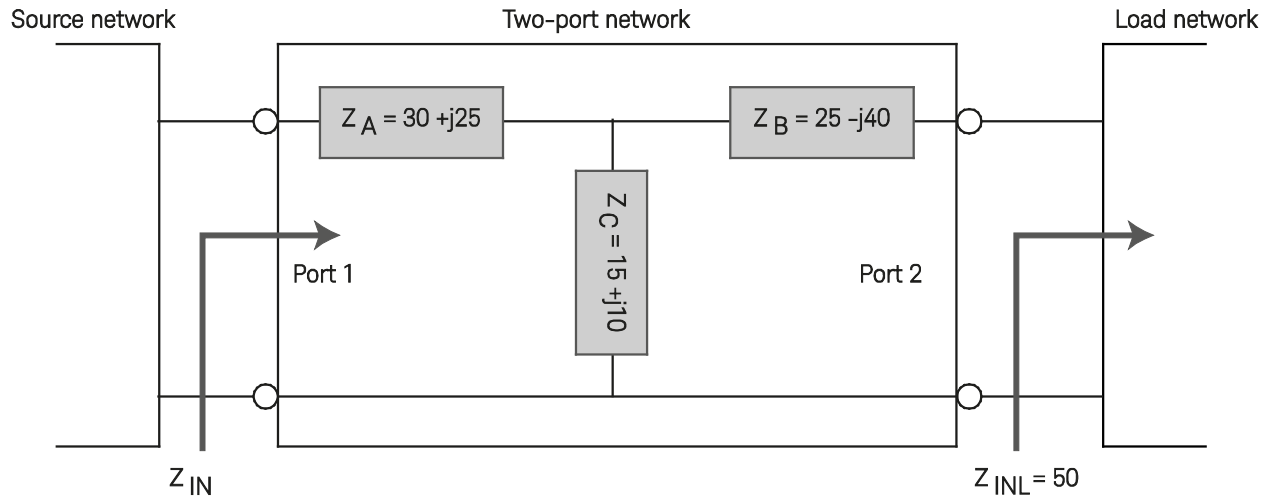 Source network
Two-port network
Load network
Z A = 30 +j25
Z B = 25 -j40
Z C = 15 +j10
Port 1
Port 2
Z IN
Z INL = 50